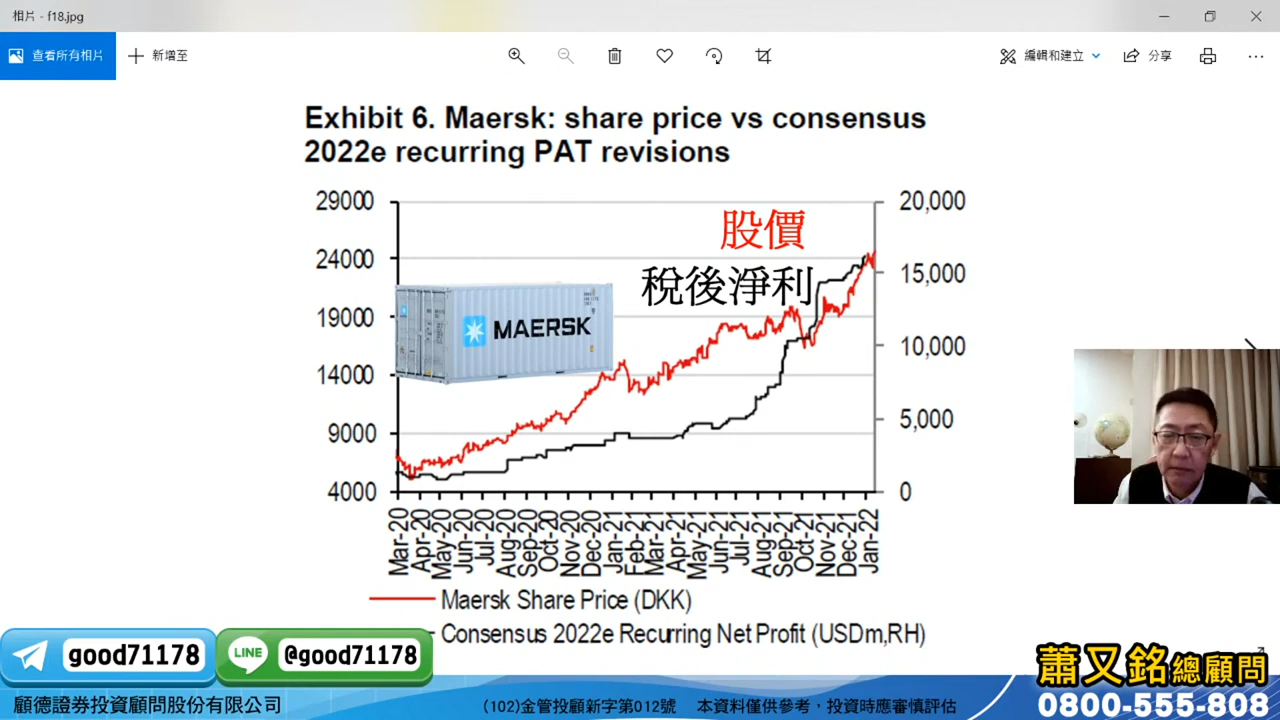 相片 - f18.jpg
查看所有相片
新增至
編輯和建立
分享
Exhibit 6. Maersk: share price vs consensus
2022e recurring PAT revisions
29000
24000
19000
14000
9000
4000
20,000
15,000
10,000
5,000
0
股價
稅後淨利
MAERSK
Mar-20
Apr-20
May-20
Jun-20
Jul-20
Aug-20
Sep-20
Oct-20
Nov-20
Dec-20
Jan-21
Feb-21
Mar-21
Apr-21
May-21
Jun-21
Jul-21
Aug-21
Sep-21
Oct-21
Nov-21
Dec-21
Jan-22
Maersk Share Price (DKK)
Consensus 2022e Recurring Net Profit (USDm,RH)
good71178
LINE
@good71178
蕭又銘總顧問
0800-555-808
顧德證券投資顧問股份有限公司
(102)金管投顧新字第012號
本資料僅供參考，投資時應審慎評估